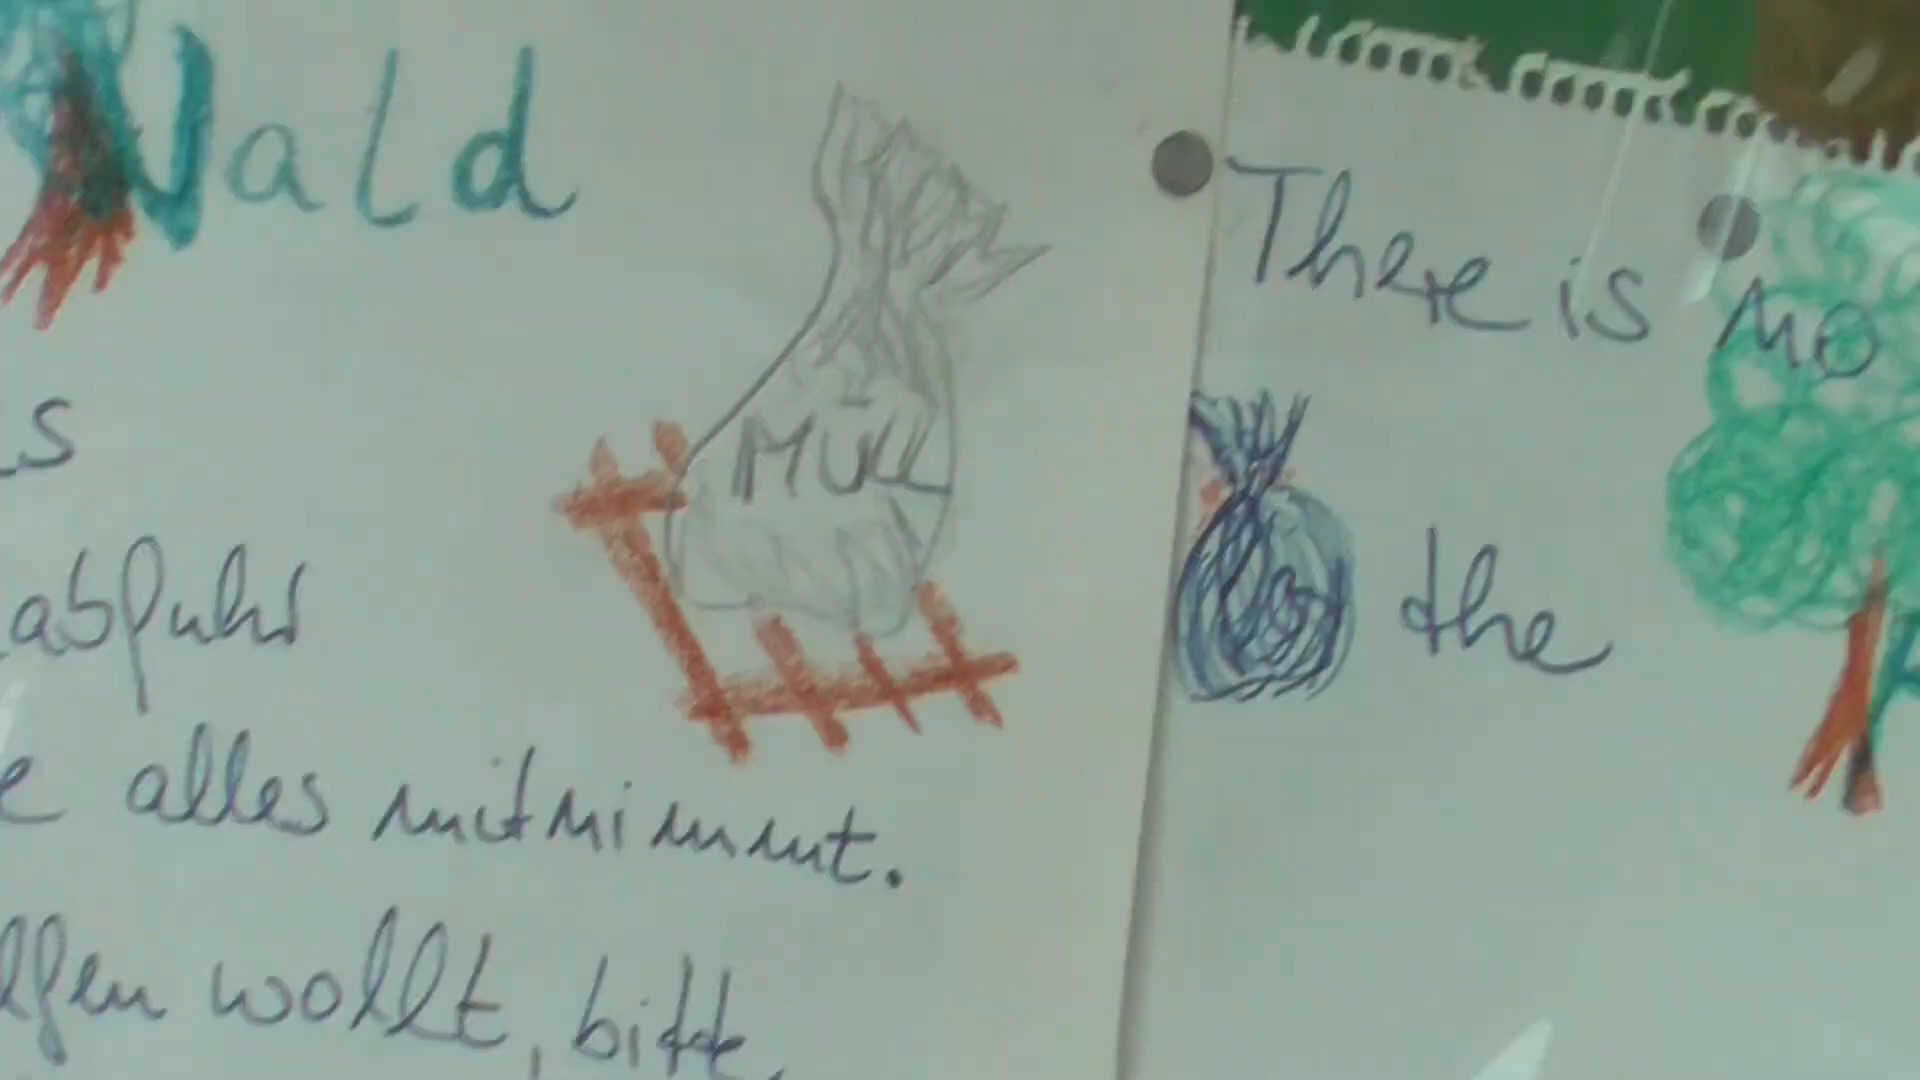 Wald
MÜLL
s
abfuhr
e alles mitnimmt.
lfen wollt, bitte
There is no
the